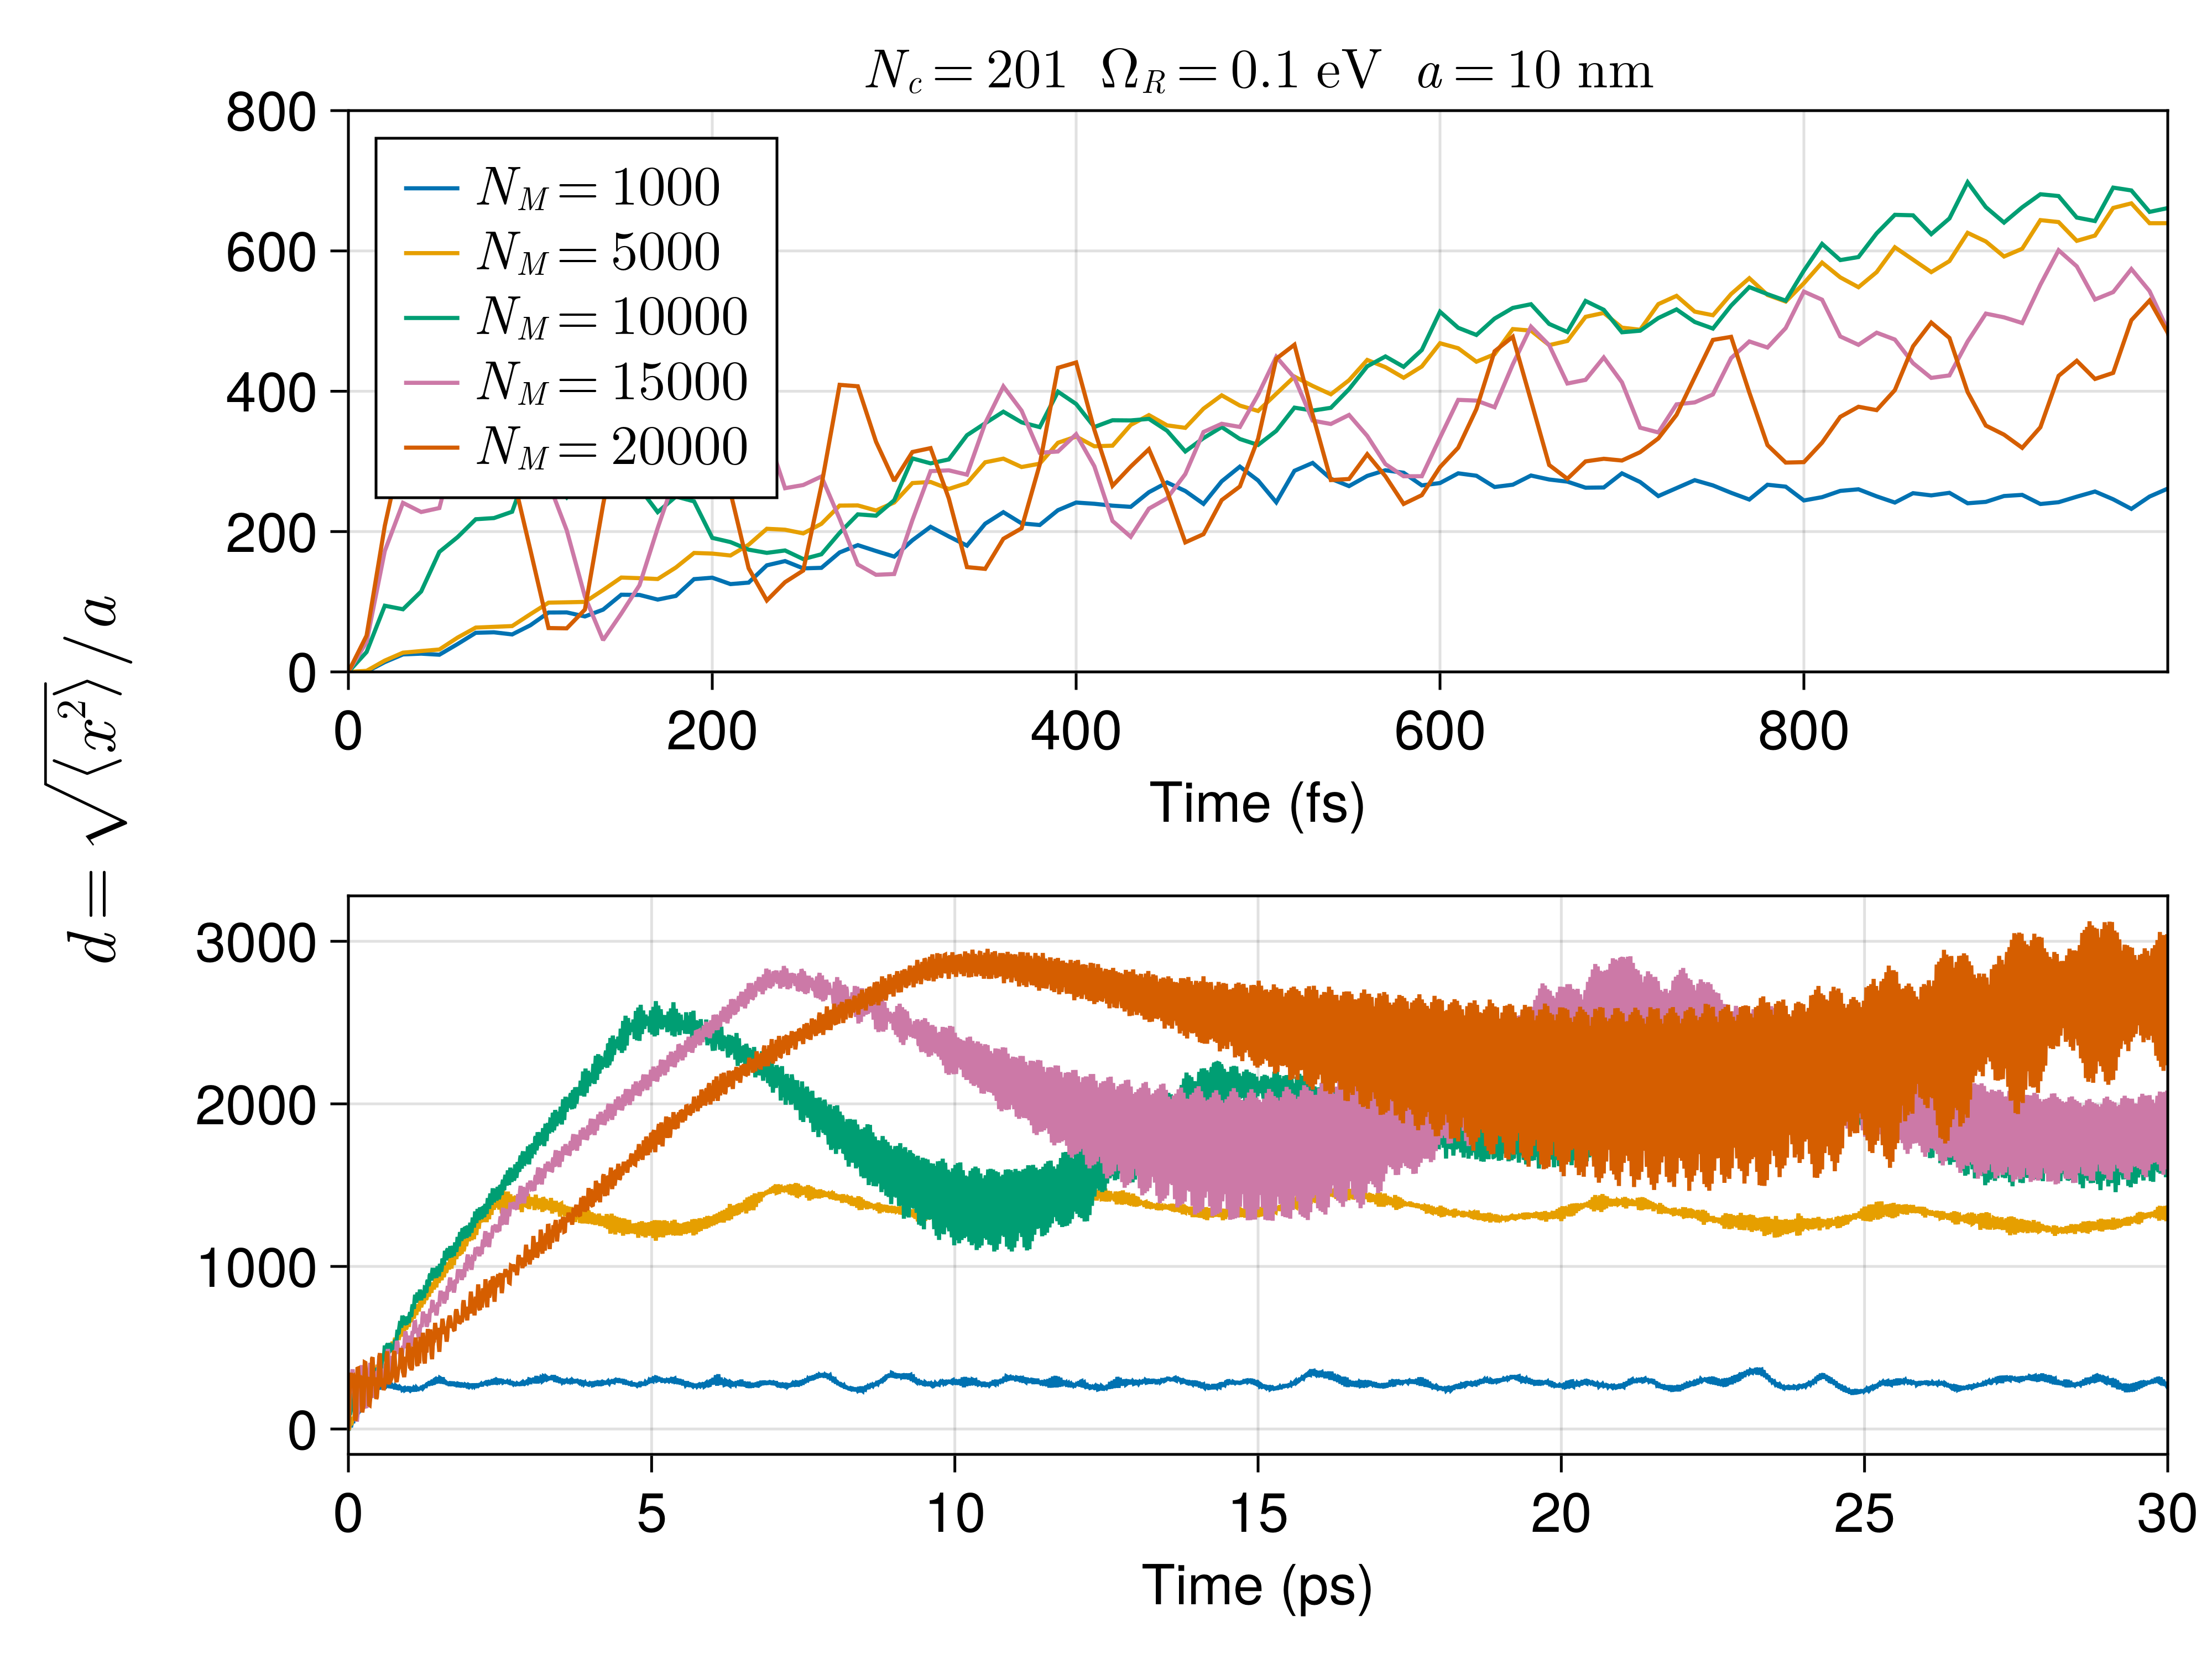 N_c = 201 Ω_R = 0.1 eV a = 10 nm
800
600
400
200
0
N_M = 1000
N_M = 5000
N_M = 10000
N_M = 15000
N_M = 20000
0 200 400 600 800
Time (fs)
d = √⟨x²⟩ / a
3000
2000
1000
0
0 5 10 15 20 25 30
Time (ps)